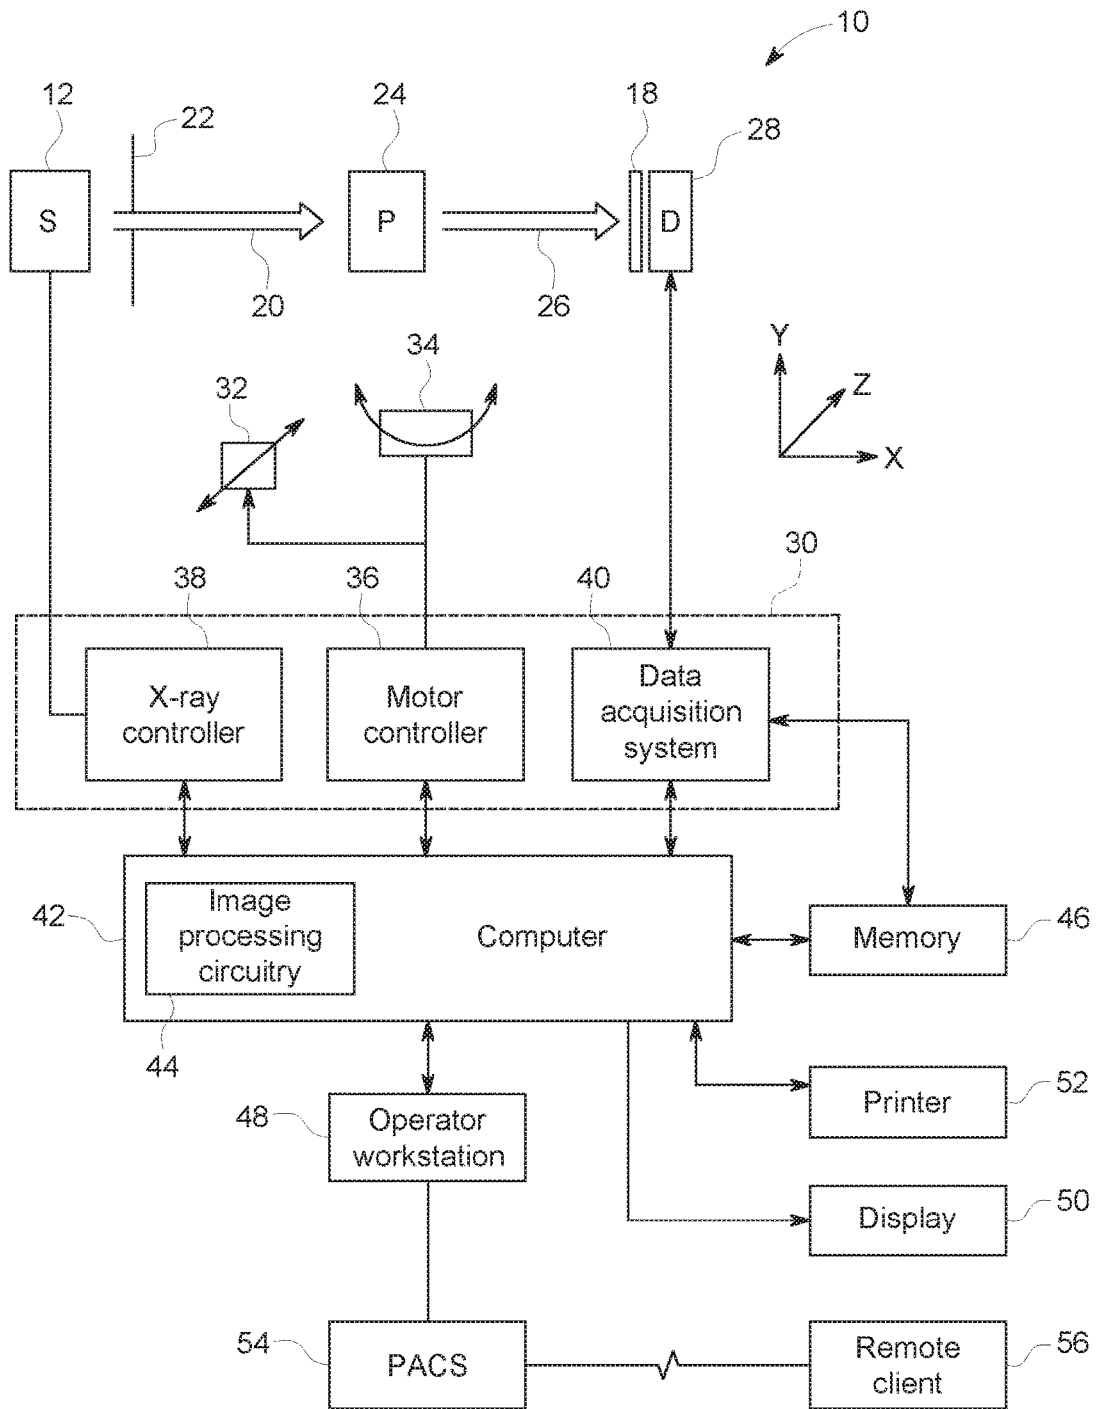 10
12
22
24
18
28
S
P
D
20
26
34
32
Y
Z
X
30
38
36
40
X-ray
controller
Motor
controller
Data
acquisition
system
42
Image
processing
circuitry
Computer
Memory
46
44
48
Operator
workstation
Printer
52
Display
50
54
PACS
Remote
client
56